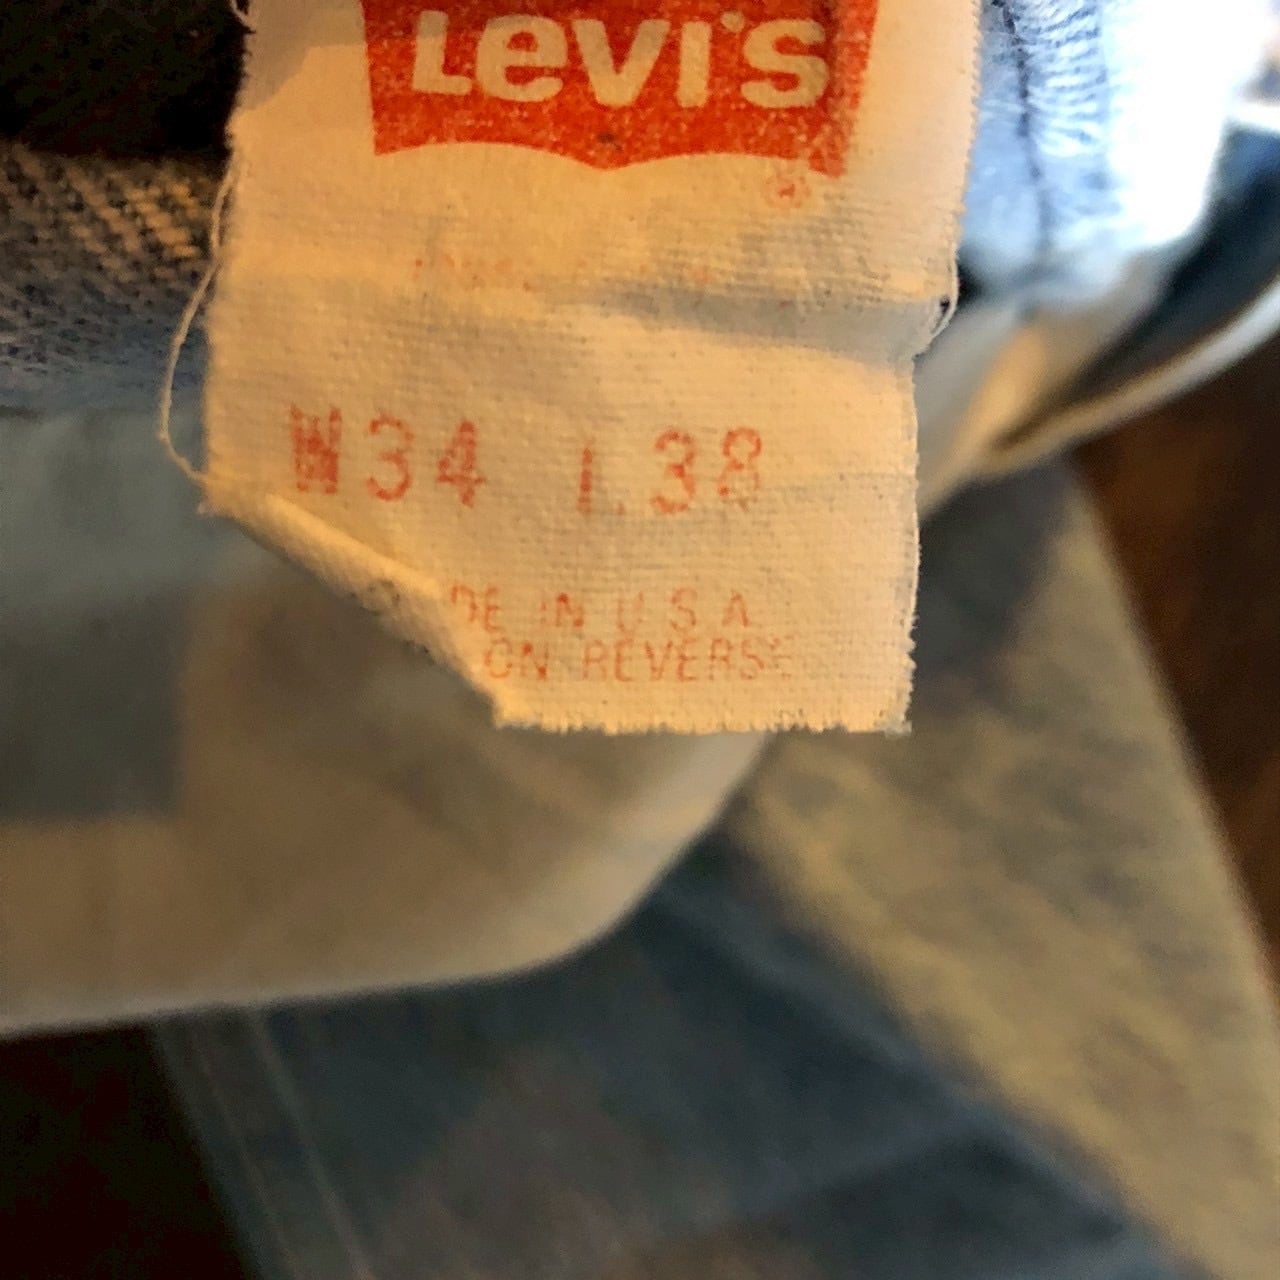 Levi's
®
W34 L38
DE IN U S A
ON REVERSE